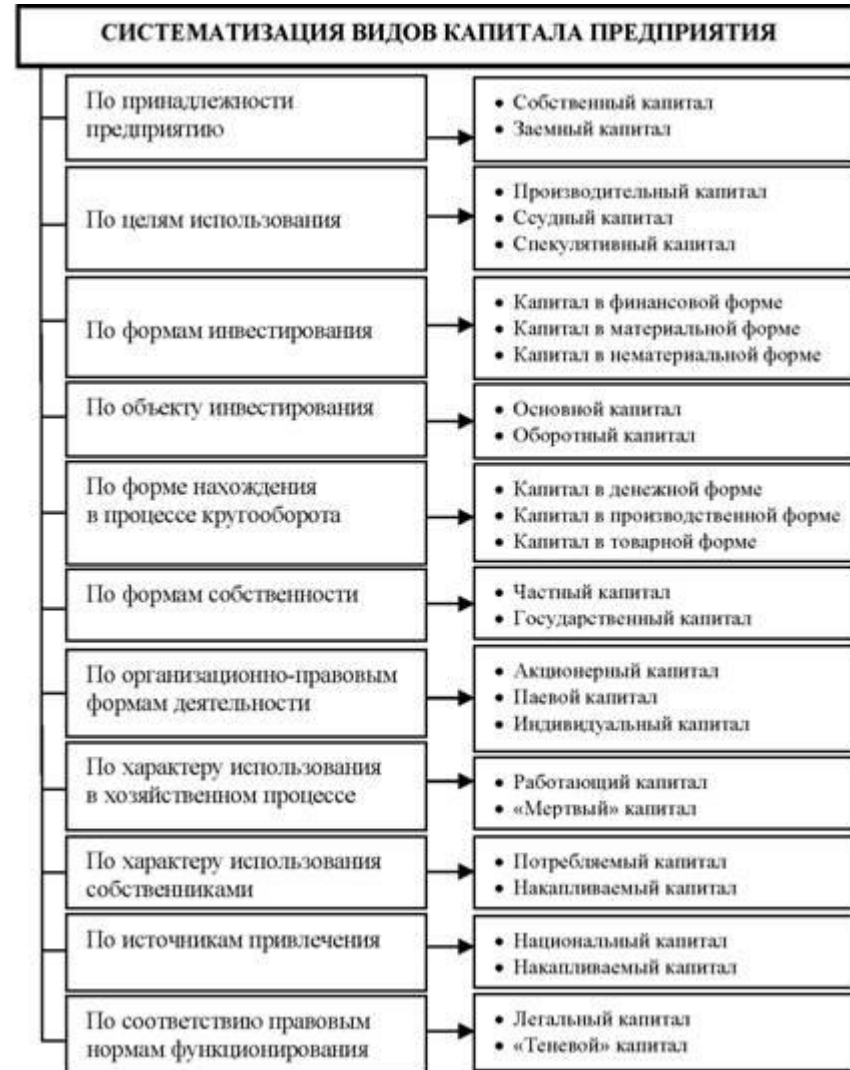 СИСТЕМАТИЗАЦИЯ ВИДОВ КАПИТАЛА ПРЕДПРИЯТИЯ
По принадлежности
предприятию
• Собственный капитал
• Заемный капитал
По целям использования
• Производительный капитал
• Ссудный капитал
• Спекулятивный капитал
По формам инвестирования
• Капитал в финансовой форме
• Капитал в материальной форме
• Капитал в нематериальной форме
По объекту инвестирования
• Основной капитал
• Оборотный капитал
По форме нахождения
в процессе кругооборота
• Капитал в денежной форме
• Капитал в производственной форме
• Капитал в товарной форме
По формам собственности
• Частный капитал
• Государственный капитал
По организационно-правовым
формам деятельности
• Акционерный капитал
• Паевой капитал
• Индивидуальный капитал
По характеру использования
в хозяйственном процессе
• Работающий капитал
• «Мертвый» капитал
По характеру использования
собственниками
• Потребляемый капитал
• Накапливаемый капитал
По источникам привлечения
• Национальный капитал
• Накапливаемый капитал
По соответствию правовым
нормам функционирования
• Легальный капитал
• «Теневой» капитал